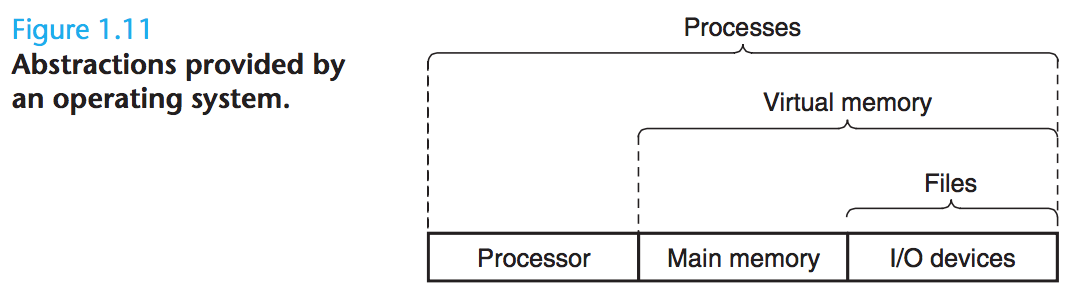 Figure 1.11
Abstractions provided by
an operating system.
Processes
Virtual memory
Files
Processor
Main memory
I/O devices